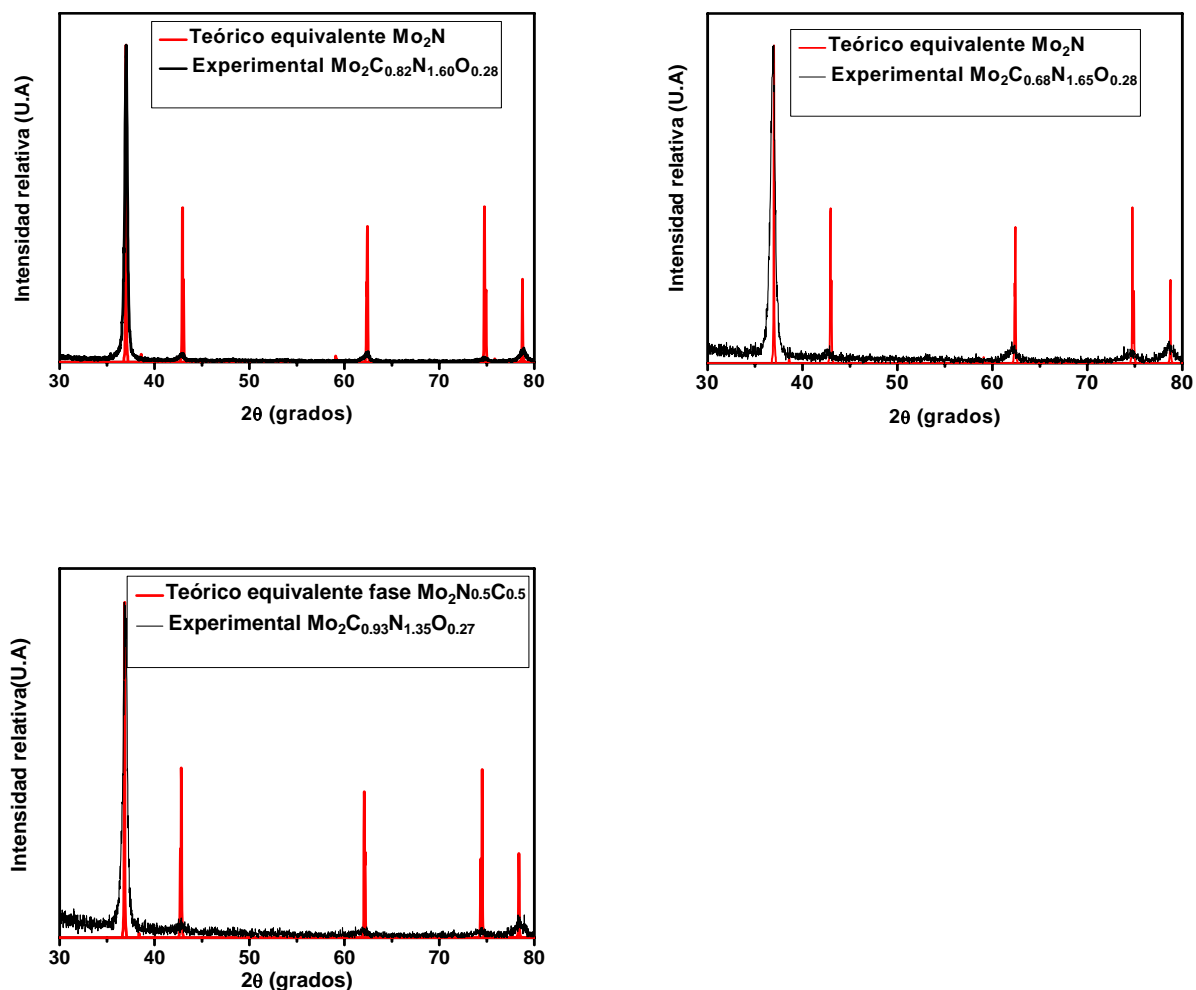 Teórico equivalente Mo₂N
Experimental Mo₂C₀.₈₂N₁.₆₀O₀.₂₈
Intensidad relativa (U.A)
30 40 50 60 70 80
2θ (grados)
Teórico equivalente Mo₂N
Experimental Mo₂C₀.₆₈N₁.₆₅O₀.₂₈
Intensidad relativa (U.A)
30 40 50 60 70 80
2θ (grados)
Teórico equivalente fase Mo₂N₀.₅C₀.₅
Experimental Mo₂C₀.₉₃N₁.₃₅O₀.₂₇
Intensidad relativa(U.A)
30 40 50 60 70 80
2θ (grados)